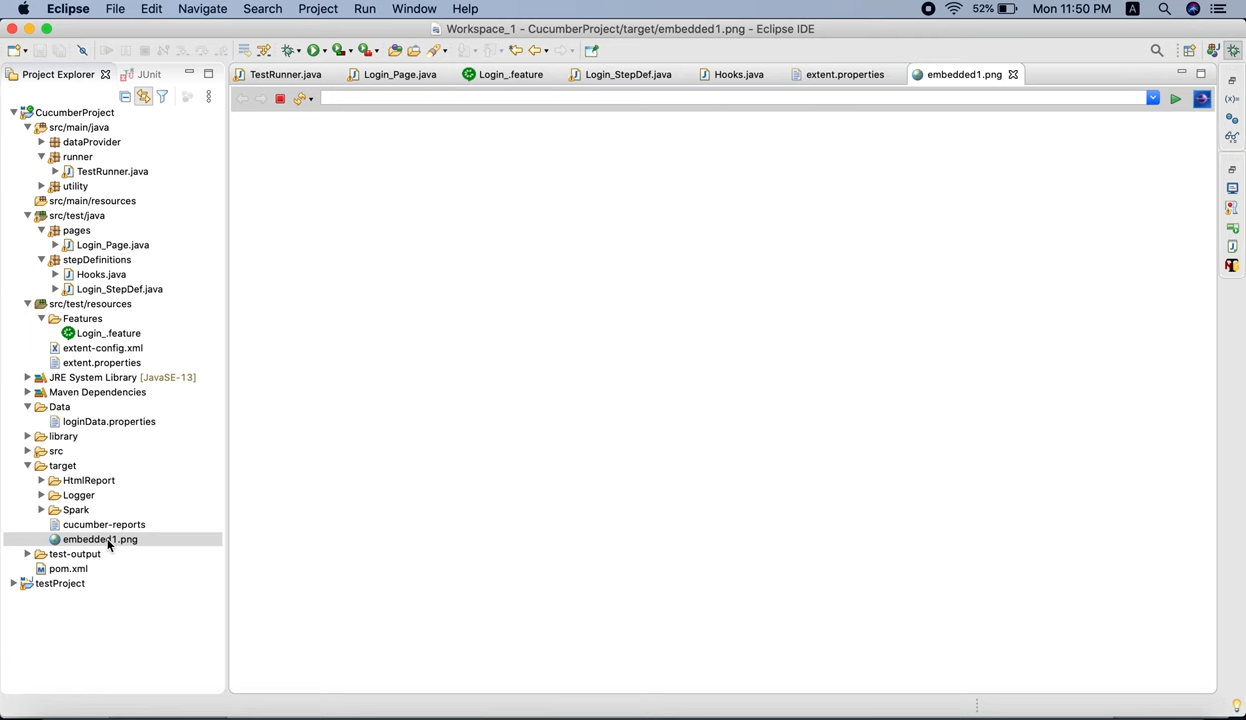 Eclipse File Edit Navigate Search Project Run Window Help 52% Mon 11:50 PM A
Workspace_1 - CucumberProject/target/embedded1.png - Eclipse IDE
Project Explorer JUnit TestRunner.java Login_Page.java Login_.feature Login_StepDef.java Hooks.java extent.properties embedded1.png
CucumberProject
src/main/java
dataProvider
runner
TestRunner.java
utility
src/main/resources
src/test/java
pages
Login_Page.java
stepDefinitions
Hooks.java
Login_StepDef.java
src/test/resources
Features
Login_.feature
extent-config.xml
extent.properties
JRE System Library [JavaSE-13]
Maven Dependencies
Data
loginData.properties
library
src
target
HtmlReport
Logger
Spark
cucumber-reports
embedded1.png
test-output
pom.xml
testProject